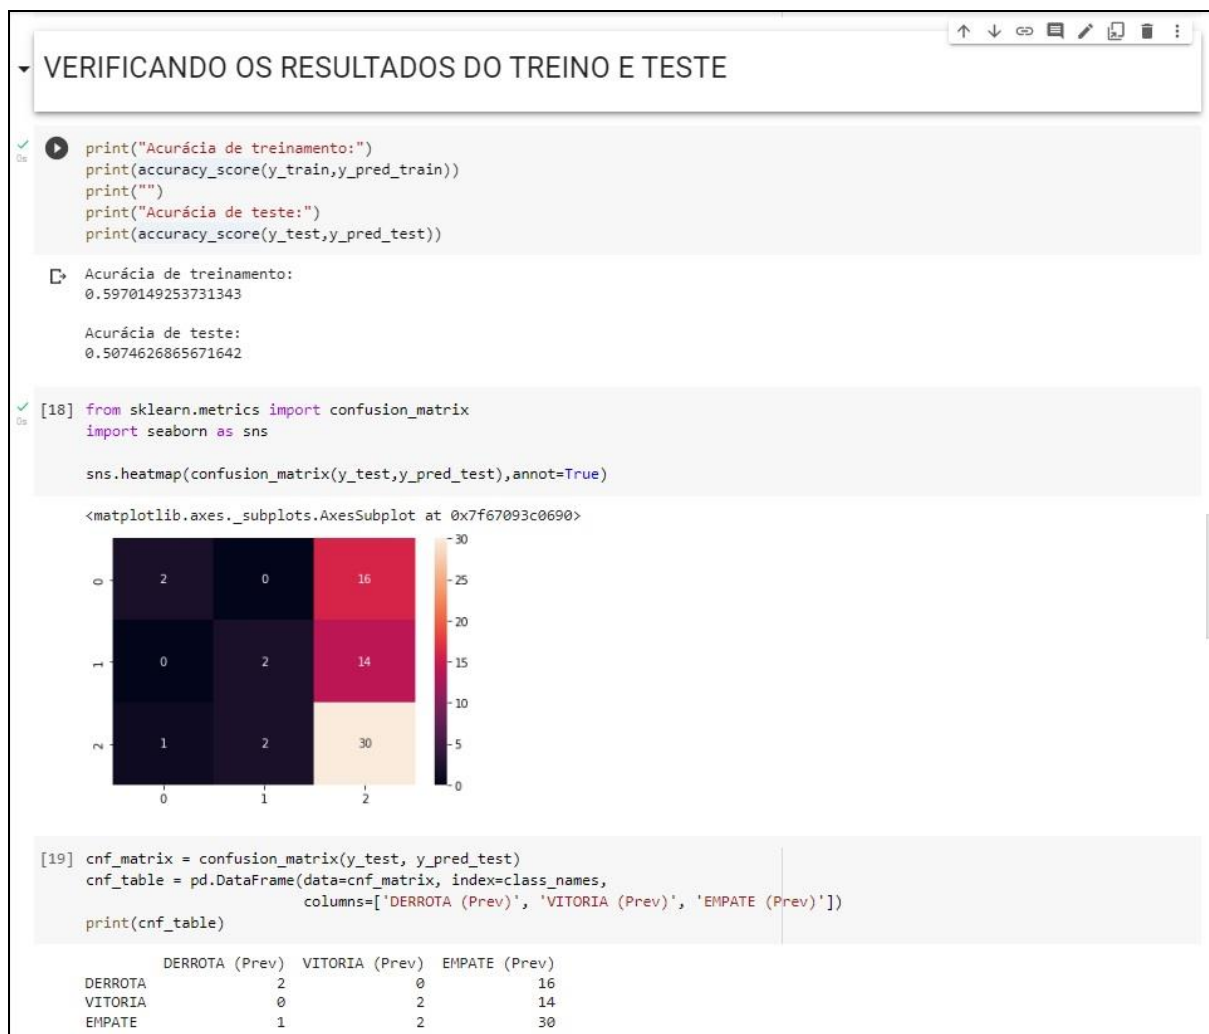 VERIFICANDO OS RESULTADOS DO TREINO E TESTE
0s
print("Acurácia de treinamento:")
print(accuracy_score(y_train,y_pred_train))
print("")
print("Acurácia de teste:")
print(accuracy_score(y_test,y_pred_test))
Acurácia de treinamento:
0.5970149253731343
Acurácia de teste:
0.5074626865671642
0s
[18] from sklearn.metrics import confusion_matrix
import seaborn as sns
sns.heatmap(confusion_matrix(y_test,y_pred_test),annot=True)
<matplotlib.axes._subplots.AxesSubplot at 0x7f67093c0690>
30
0 2 0 16 25
20
1 0 2 14 15
10
2 1 2 30 5
0
0 1 2
[19] cnf_matrix = confusion_matrix(y_test, y_pred_test)
cnf_table = pd.DataFrame(data=cnf_matrix, index=class_names,
columns=['DERROTA (Prev)', 'VITORIA (Prev)', 'EMPATE (Prev)'])
print(cnf_table)
DERROTA (Prev) VITORIA (Prev) EMPATE (Prev)
DERROTA 2 0 16
VITORIA 0 2 14
EMPATE 1 2 30